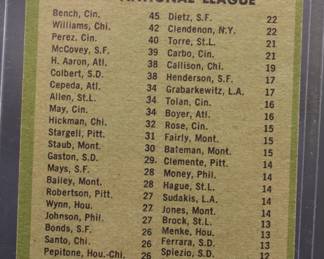 NATIONAL LEAGUE
Bench, Cin. 45 Dietz, S.F. 22
Williams, Chi. 42 Clendenon, N.Y. 22
Perez, Cin. 40 Torre, St.L. 21
McCovy, S.F. 39 Carbo, Cin. 21
H. Aaron, Atl. 38 Callison, Chi. 19
Colbert, S.D. 38 Henderson, S.F. 17
Cepeda, Atl. 34 Grabarkewitz, L.A. 17
Allen, St.L. 34 Tolan, Cin. 16
May, Cin. 34 Boyer, Atl. 16
Hickman, Chi. 32 Rose, Cin. 15
Stargell, Pitt. 31 Fairly, Mont. 15
Staub, Mont. 30 Bateman, Mont. 15
Gaston, S.D. 29 Clemente, Pitt. 14
Mays, S.F. 28 Money, Phil. 14
Bailey, Mont. 28 Hague, St.L. 14
Robertson, Pitt. 27 Sudakis, L.A. 14
Wynn, Hou. 27 Jones, Mont. 14
Johnson, Phil. 27 Brock, St.L. 13
Bonds, S.F. 26 Menke, Hou. 13
Santo, Chi. 26 Ferrara, S.D. 13
Pepitone, Hou.-Chi. 26 Spiezio, S.D. 12